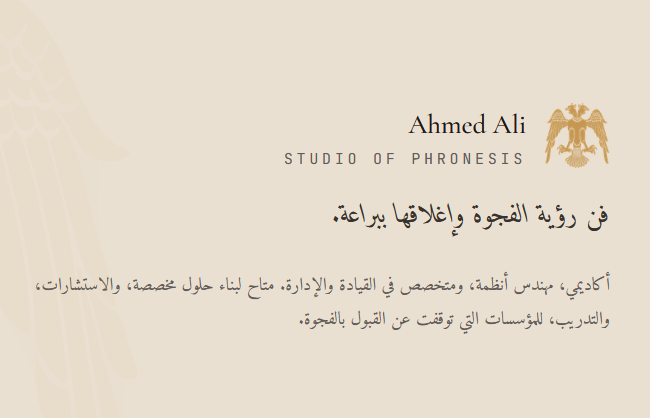 Ahmed Ali
STUDIO OF PHRONESIS
فن رؤية الفجوة وإغلاقها ببراعة.
أكاديمي، مهندس أنظمة، ومتخصص في القيادة والإدارة. متاح لبناء حلول مخصصة، والاستشارات،
والتدريب، للمؤسسات التي توقفت عن القبول بالفجوة.